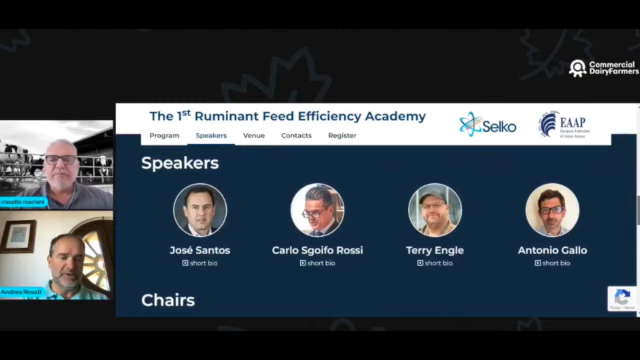 Commercial
DairyFarmers
The 1st Ruminant Feed Efficiency Academy
Selko
EAAP
Program Speakers Venue Contacts Register
Speakers
claudio mariani
José Santos Carlo Sgoifo Rossi Terry Engle Antonio Gallo
short bio short bio short bio short bio
Andrea Rosati
Chairs